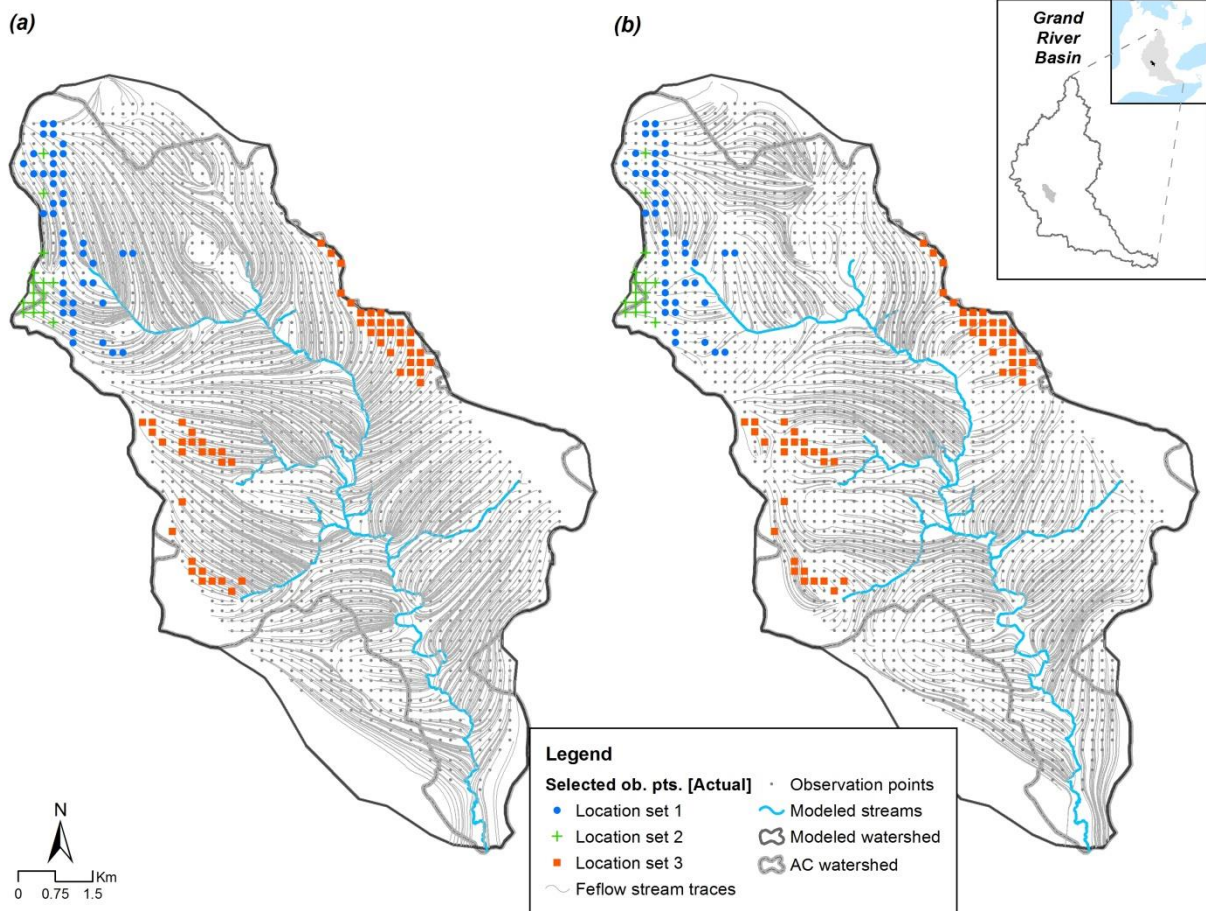 (a)
(b)
Grand
River
Basin
N
Km
0 0.75 1.5
Legend
Selected ob. pts. [Actual]
Location set 1
Location set 2
Location set 3
Feflow stream traces
Observation points
Modeled streams
Modeled watershed
AC watershed